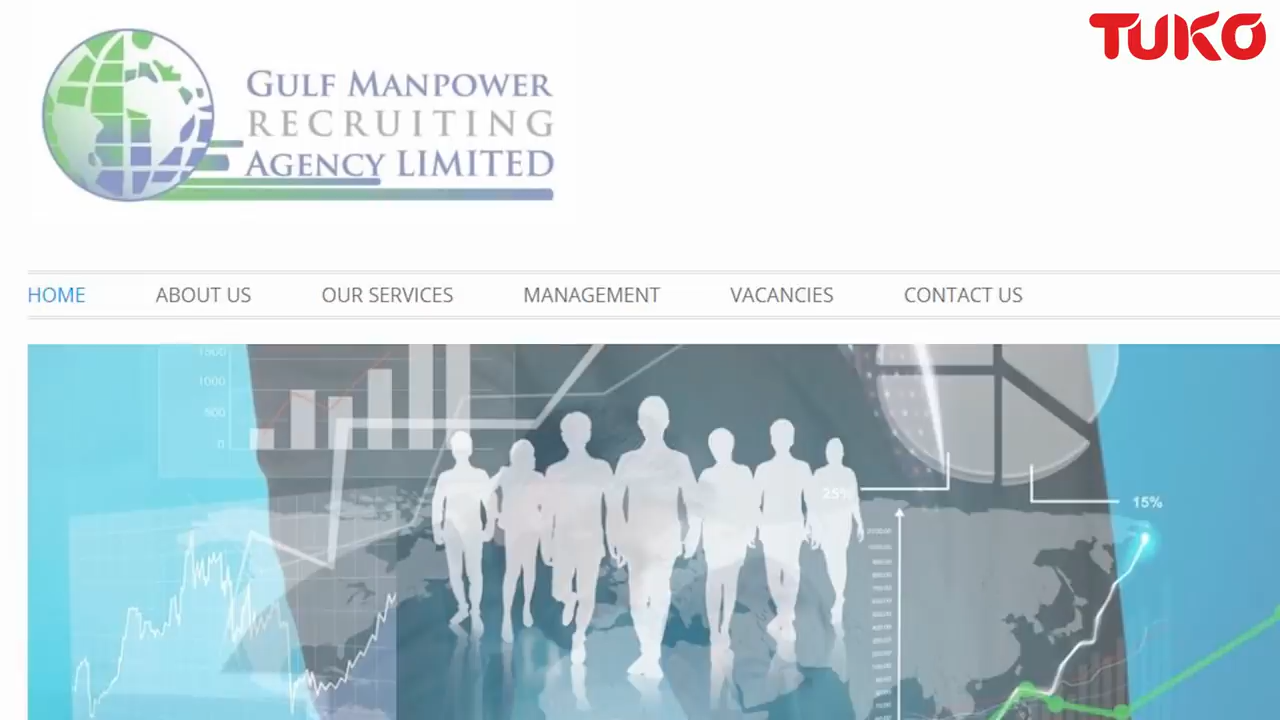 TUKO
GULF MANPOWER
RECRUITING
AGENCY LIMITED
HOME
ABOUT US
OUR SERVICES
MANAGEMENT
VACANCIES
CONTACT US
1500
1000
500
0
25%
15%